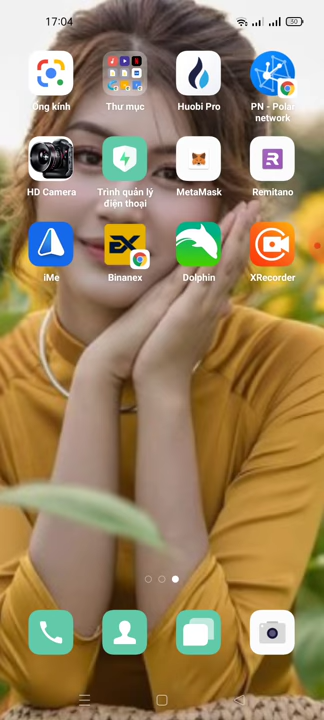 17:04
50
Ống kính
Thư mục
Huobi Pro
PN - Polar network
HD Camera
Trình quản lý điện thoại
MetaMask
Remitano
iMe
Binanex
Dolphin
XRecorder